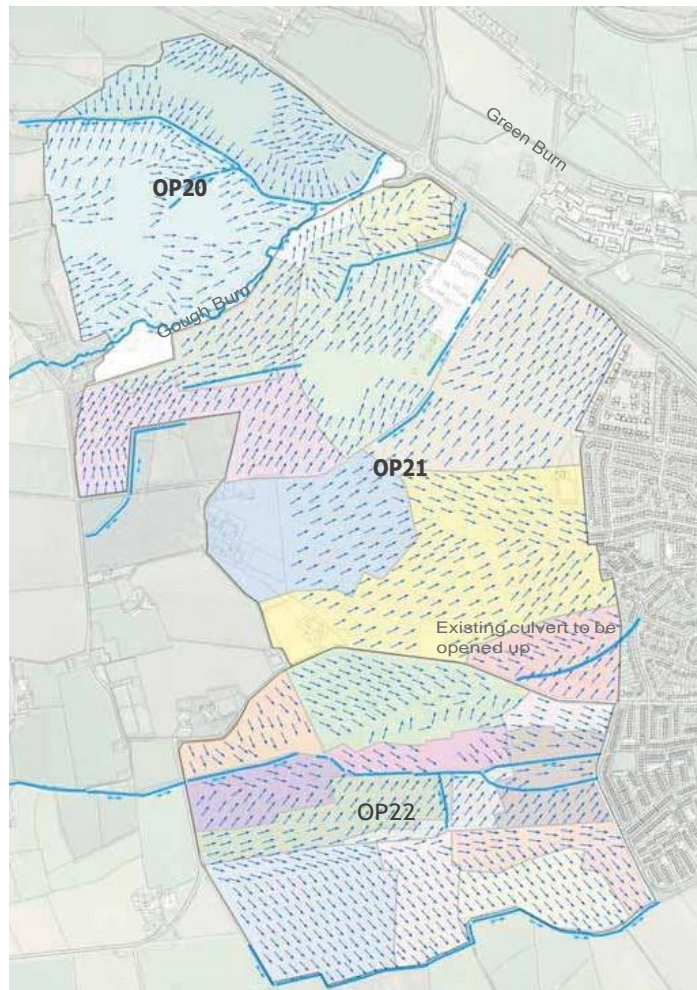 Green Burn
OP20
Gough Burn
OP21
Existing culvert to be
opened up
OP22